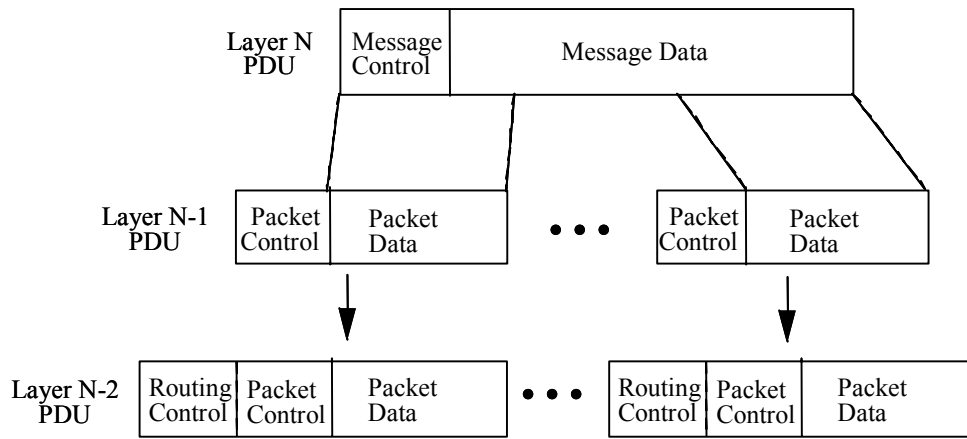 Layer N
PDU
Message
Control
Message Data
Layer N-1
PDU
Packet
Control
Packet
Data
Packet
Control
Packet
Data
Layer N-2
PDU
Routing
Control
Packet
Control
Packet
Data
Routing
Control
Packet
Control
Packet
Data